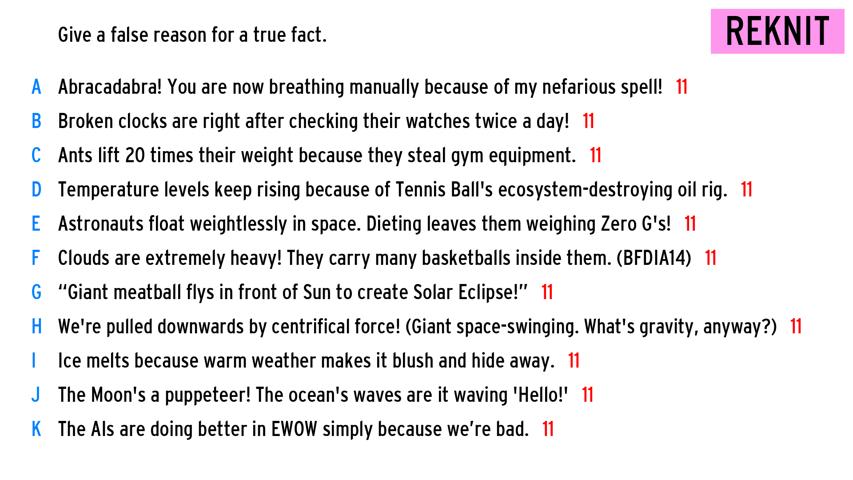 Give a false reason for a true fact.
REKNIT
A Abracadabra! You are now breathing manually because of my nefarious spell! 11
B Broken clocks are right after checking their watches twice a day! 11
C Ants lift 20 times their weight because they steal gym equipment. 11
D Temperature levels keep rising because of Tennis Ball's ecosystem-destroying oil rig. 11
E Astronauts float weightlessly in space. Dieting leaves them weighing Zero G's! 11
F Clouds are extremely heavy! They carry many basketballs inside them. (BFDIA14) 11
G “Giant meatball flys in front of Sun to create Solar Eclipse!” 11
H We're pulled downwards by centrifical force! (Giant space-swinging. What's gravity, anyway?) 11
I Ice melts because warm weather makes it blush and hide away. 11
J The Moon's a puppeteer! The ocean's waves are it waving 'Hello!' 11
K The AIs are doing better in EWOW simply because we’re bad. 11